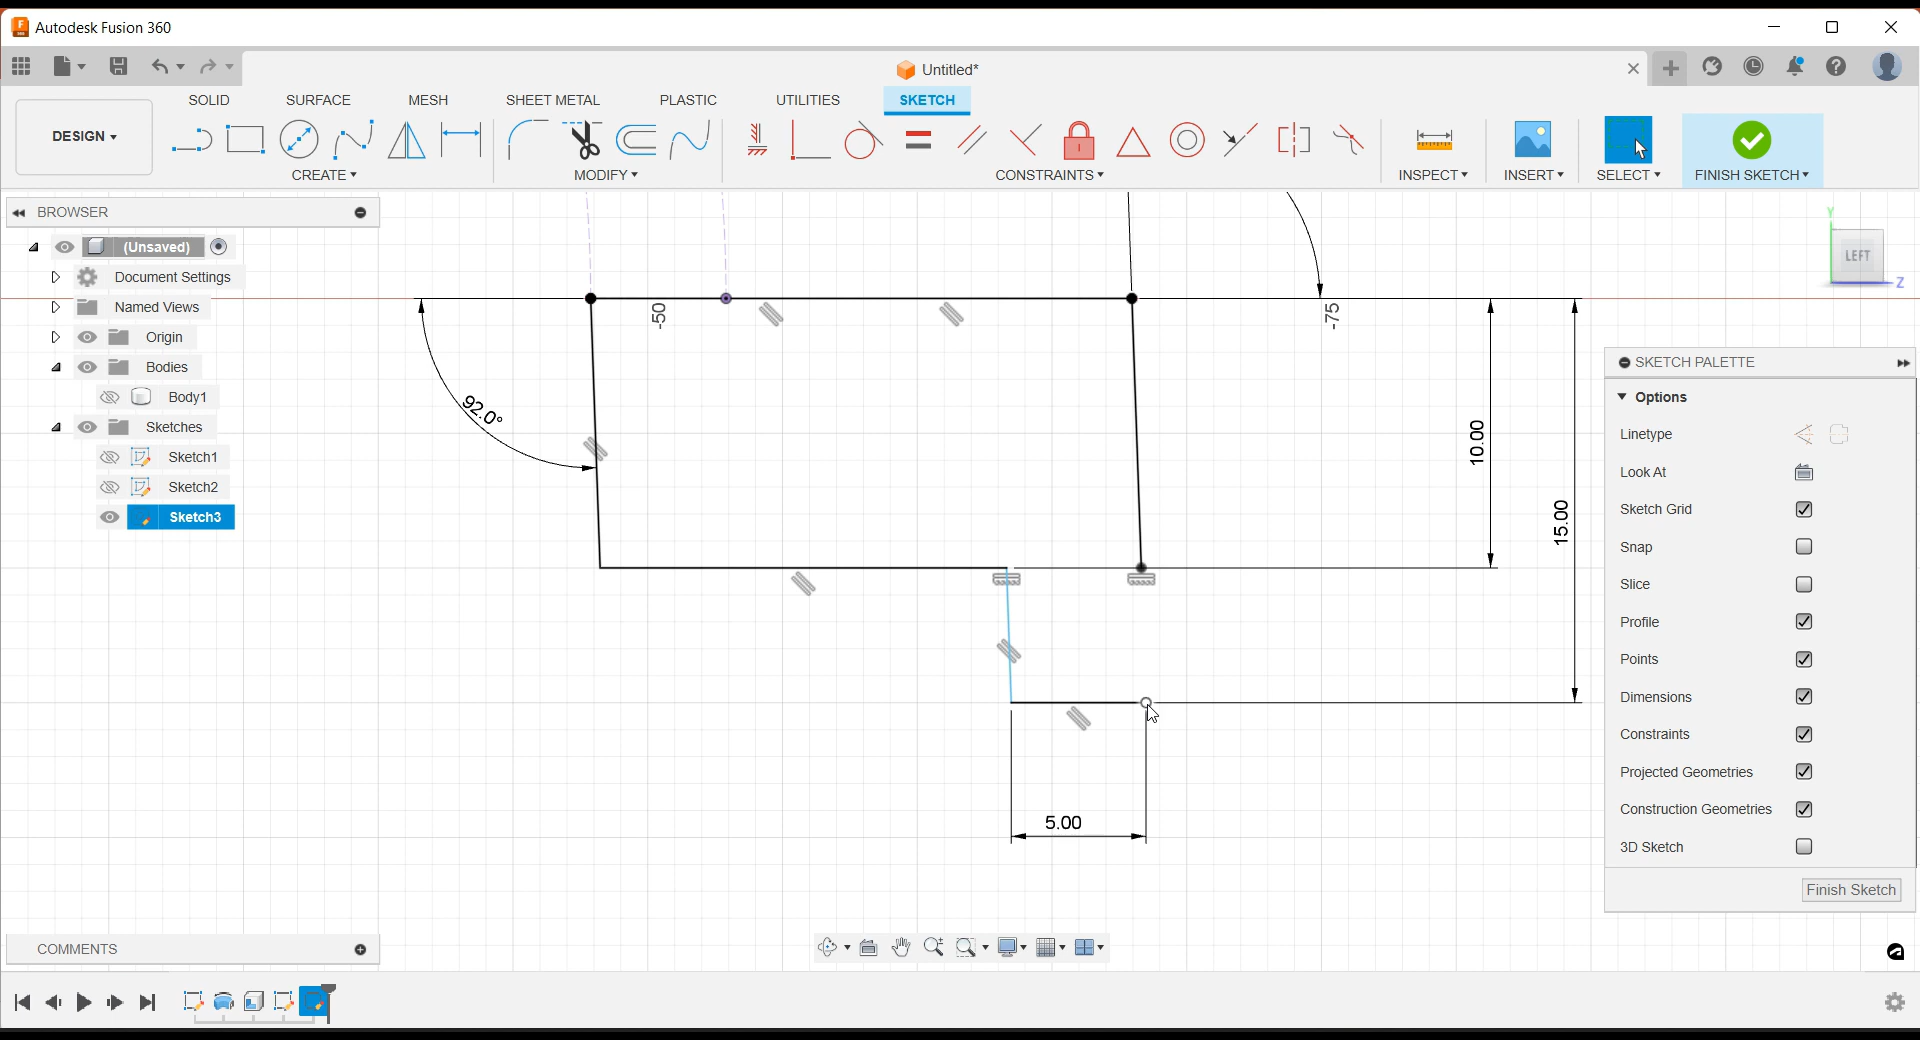 Autodesk Fusion 360
Untitled*
SOLID SURFACE MESH SHEET METAL PLASTIC UTILITIES SKETCH
DESIGN
CREATE MODIFY CONSTRAINTS INSPECT INSERT SELECT FINISH SKETCH
BROWSER
(Unsaved)
Document Settings
Named Views
Origin
Bodies
Body1
Sketches
Sketch1
Sketch2
Sketch3
92.0°
-50
-75
10.00
15.00
5.00
Y
LEFT
Z
SKETCH PALETTE
Options
Linetype
Look At
Sketch Grid
Snap
Slice
Profile
Points
Dimensions
Constraints
Projected Geometries
Construction Geometries
3D Sketch
Finish Sketch
COMMENTS